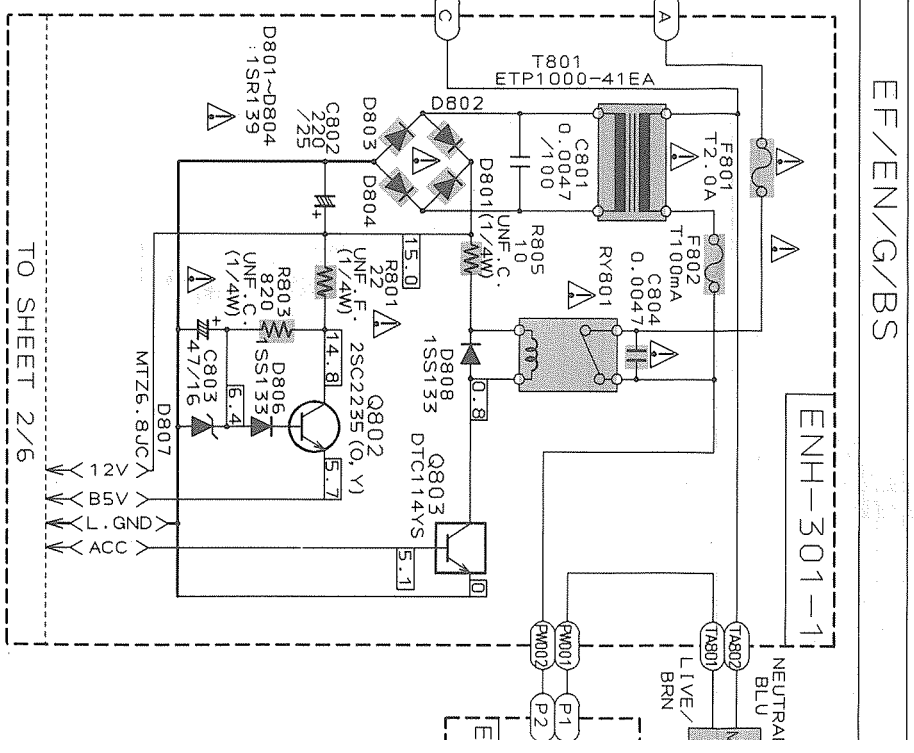 EF/EN/G/BS
ENH-301-1
C
A
T801
ETP1000-41EA
F801
T2.0A
D801~D804
:1SR139
C802
220
/25
D803
D802
D804
D801
C801
0.0047
/100
F802
T100mA
R805
10
UNF.C.
(1/4W)
C804
0.0047
RY801
15.0
R801
22
UNF.F.
(1/4W)
R803
820
UNF.C.
(1/4W)
14.8
D808
1SS133
0.8
C803
47/16
D806
1SS133
6.4
2SC2235(O,Y)
Q802
D807
MTZ6.8JC
5.7
Q803
DTC114YS
5.1
0
12V
B5V
L.GND
ACC
TO SHEET 2/6
PW002
PW001
TA801
TA802
NEUTRAL
BLU
LIVE/
BRN
P2
P1
E